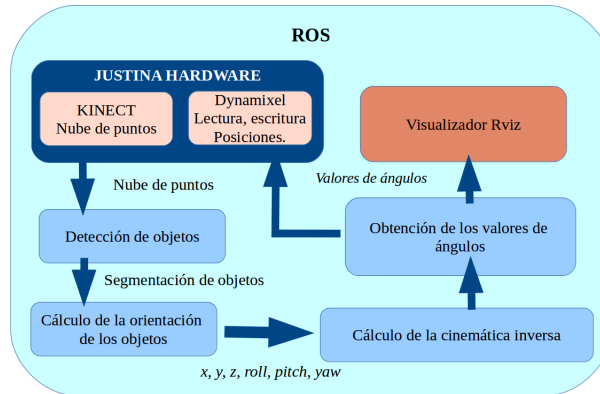 ROS
JUSTINA HARDWARE
KINECT
Nube de puntos
Dynamixel
Lectura, escritura
Posiciones.
Visualizador Rviz
Nube de puntos
Valores de ángulos
Detección de objetos
Obtención de los valores de
ángulos
Segmentación de objetos
Cálculo de la orientación
de los objetos
Cálculo de la cinemática inversa
x, y, z, roll, pitch, yaw